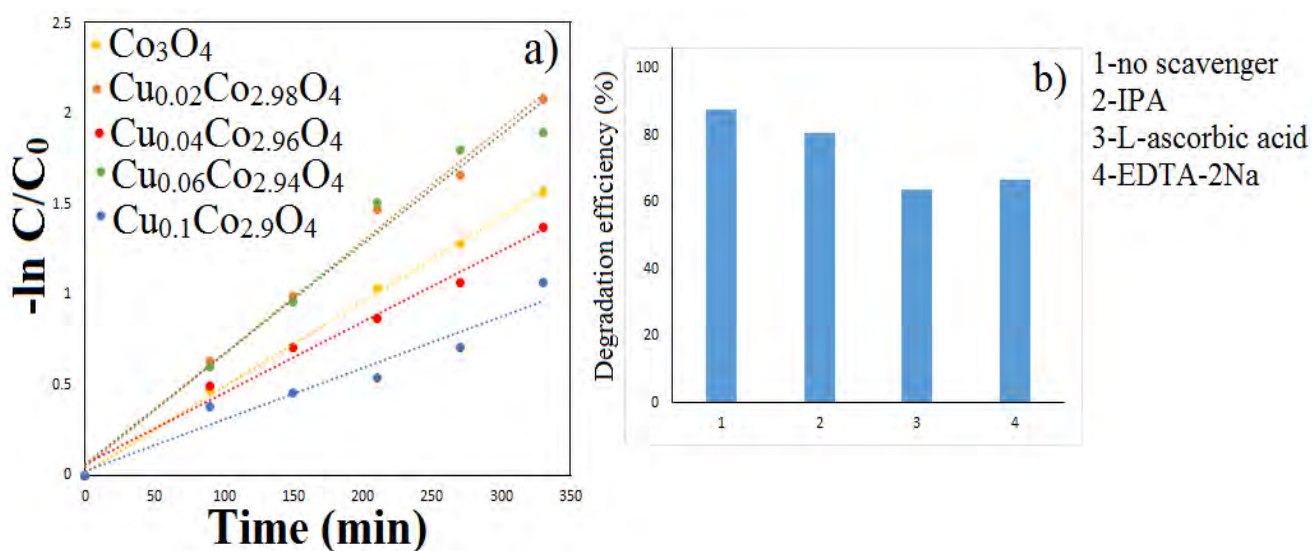 a)
Co3O4
Cu0.02Co2.98O4
Cu0.04Co2.96O4
Cu0.06Co2.94O4
Cu0.1Co2.9O4
-ln C/C0
2.5
2
1.5
1
0.5
0
0 50 100 150 200 250 300 350
Time (min)
b)
Degradation efficiency (%)
100
80
60
40
20
0
1 2 3 4
1-no scavenger
2-IPA
3-L-ascorbic acid
4-EDTA-2Na